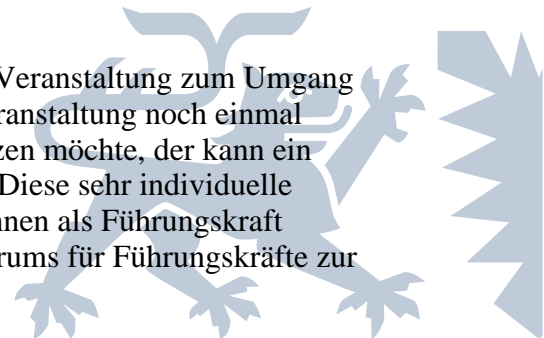 Veranstaltung zum Umgang
ranstaltung noch einmal
zen möchte, der kann ein
Diese sehr individuelle
nnen als Führungskraft
rums für Führungskräfte zur